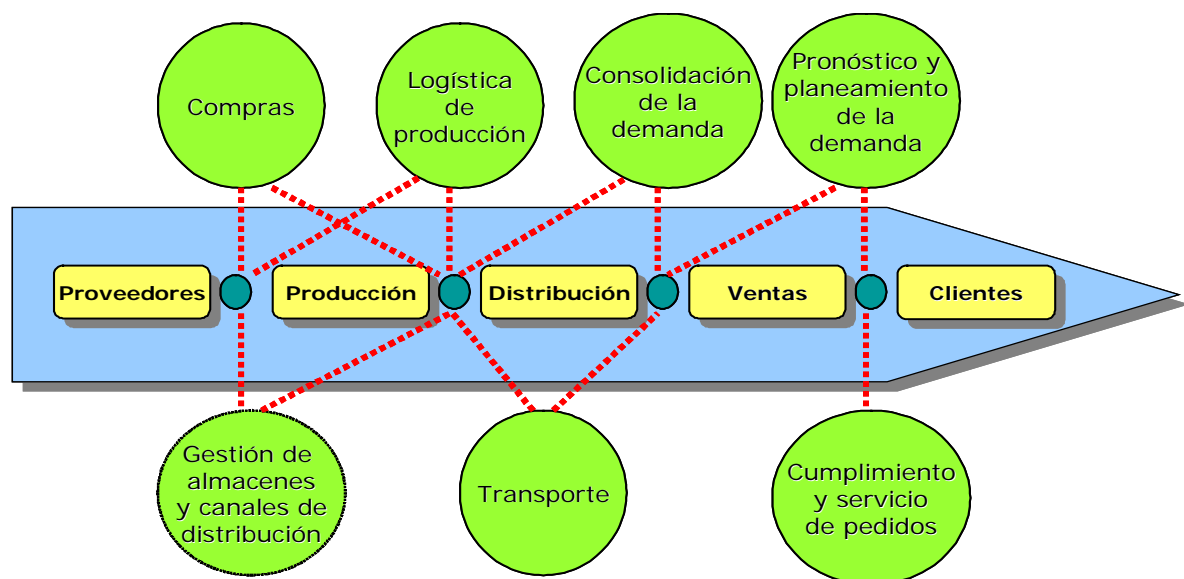 Compras
Logística
de
producción
Consolidación
de la
demanda
Pronóstico y
planeamiento
de la
demanda
Proveedores
Producción
Distribución
Ventas
Clientes
Gestión de
almacenes
y canales de
distribución
Transporte
Cumplimiento
y servicio
de pedidos